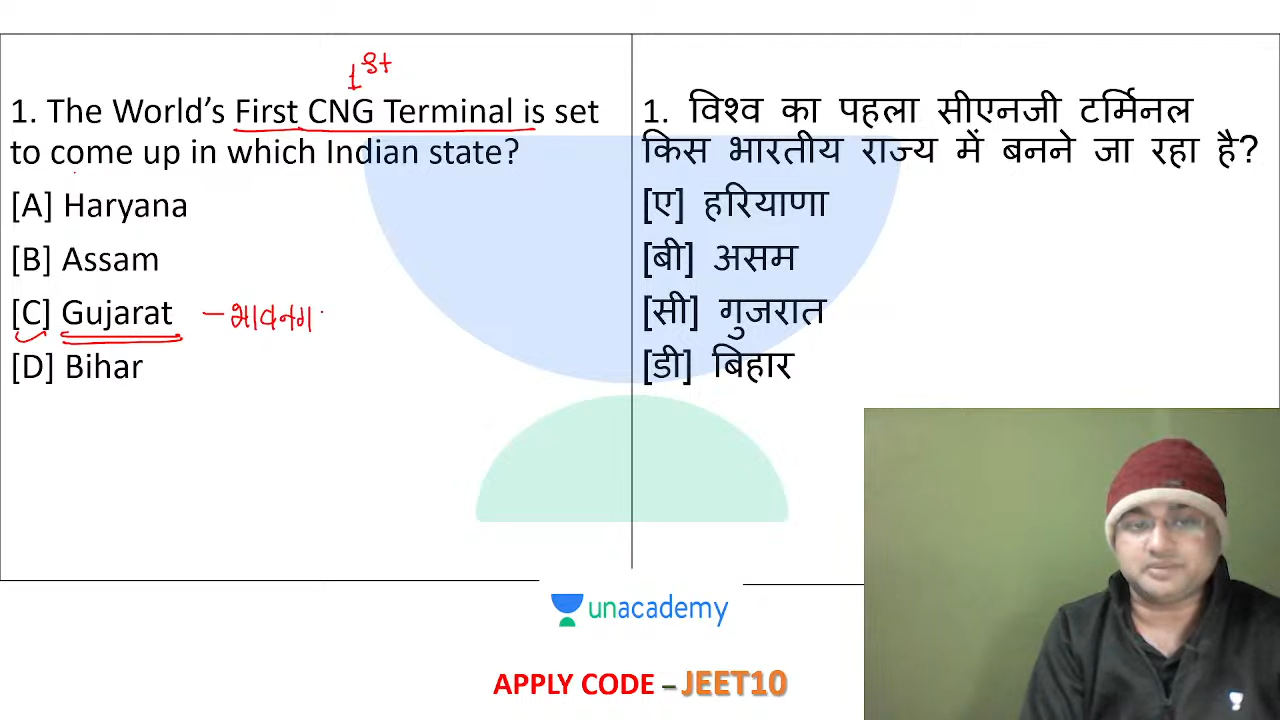 1st
1. The World's First CNG Terminal is set
to come up in which Indian state?
[A] Haryana
[B] Assam
[C] Gujarat – भावनग
[D] Bihar
1. विश्व का पहला सीएनजी टर्मिनल
किस भारतीय राज्य में बनने जा रहा है?
[ए] हरियाणा
[बी] असम
[सी] गुजरात
[डी] बिहार
unacademy
APPLY CODE – JEET10